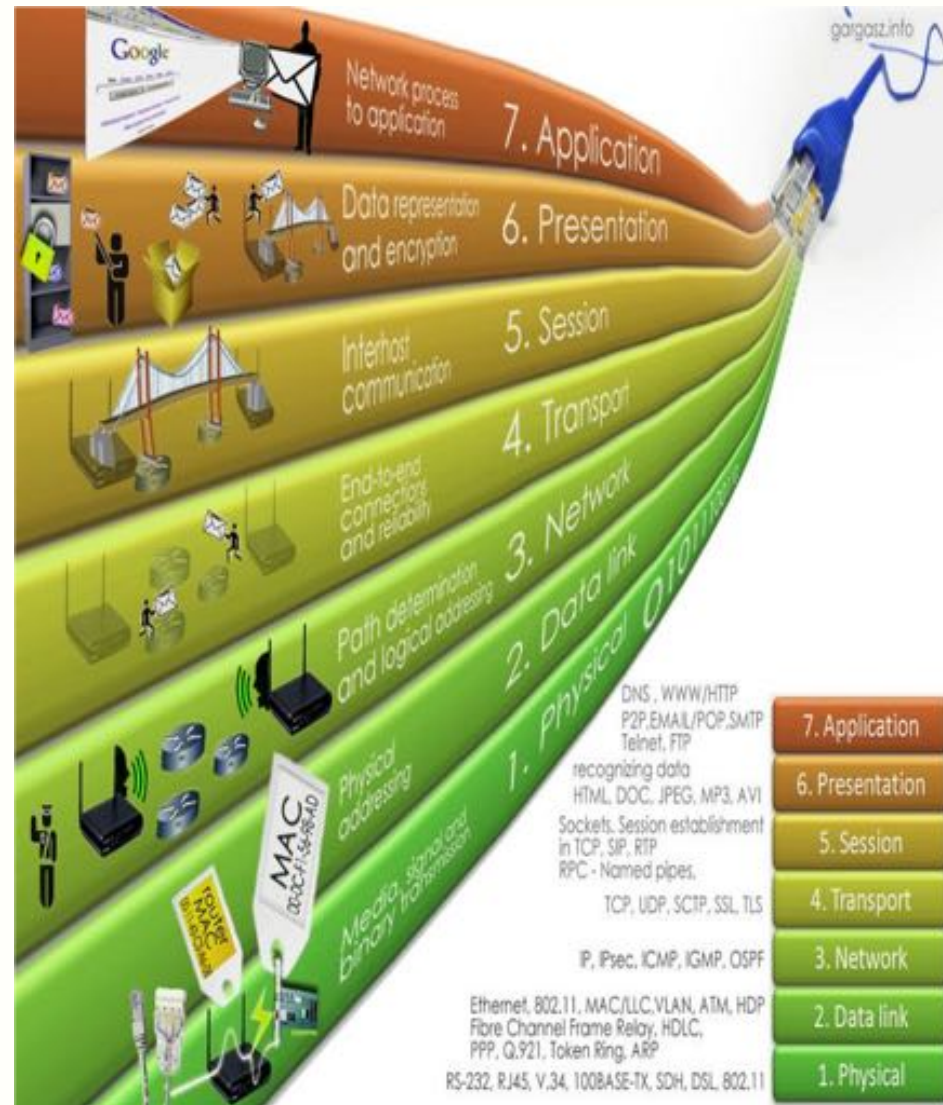 gargasz.info
Google
Network process
to application
7. Application
Data representation
and encryption
6. Presentation
Interhost
communication
5. Session
End-to-end
connections
and reliability
4. Transport
Path determination
and logical addressing
3. Network
Physical
addressing
2. Data link
Media, signal and
binary transmission
1. Physical
MAC
router
MAC
DNS , WWW/HTTP
P2P,EMAIL/POP,SMTP
Telnet, FTP
7. Application
recognizing data
HTML, DOC, JPEG, MP3, AVI
6. Presentation
Sockets. Session establishment
in TCP, SIP, RTP
RPC - Named pipes,
5. Session
TCP, UDP, SCTP, SSL, TLS
4. Transport
IP, IPsec, ICMP, IGMP, OSPF
3. Network
Ethernet, 802.11, MAC/LLC,VLAN, ATM, HDP
Fibre Channel Frame Relay, HDLC,
PPP, Q.921, Token Ring, ARP
2. Data link
RS-232, RJ45, V.34, 100BASE-TX, SDH, DSL, 802.11
1. Physical